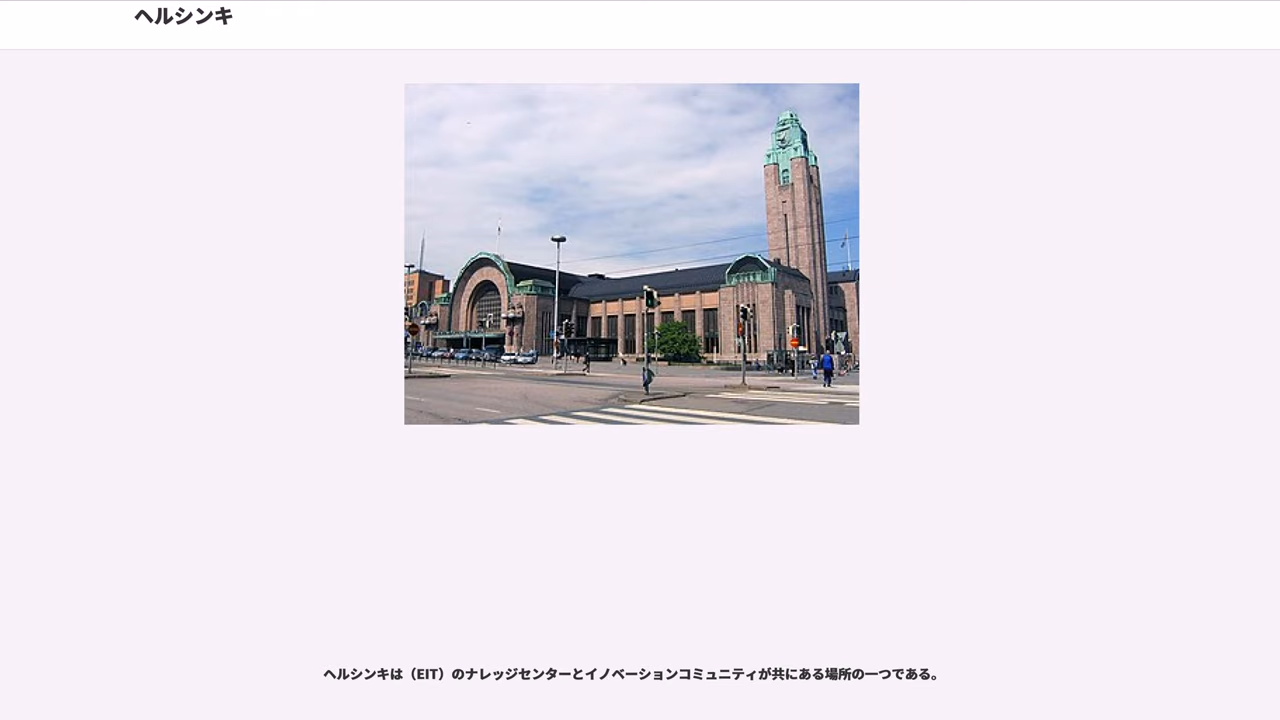 ヘルシンキ
ヘルシンキは（EIT）のナレッジセンターとイノベーションコミュニティが共にある場所の一つである。